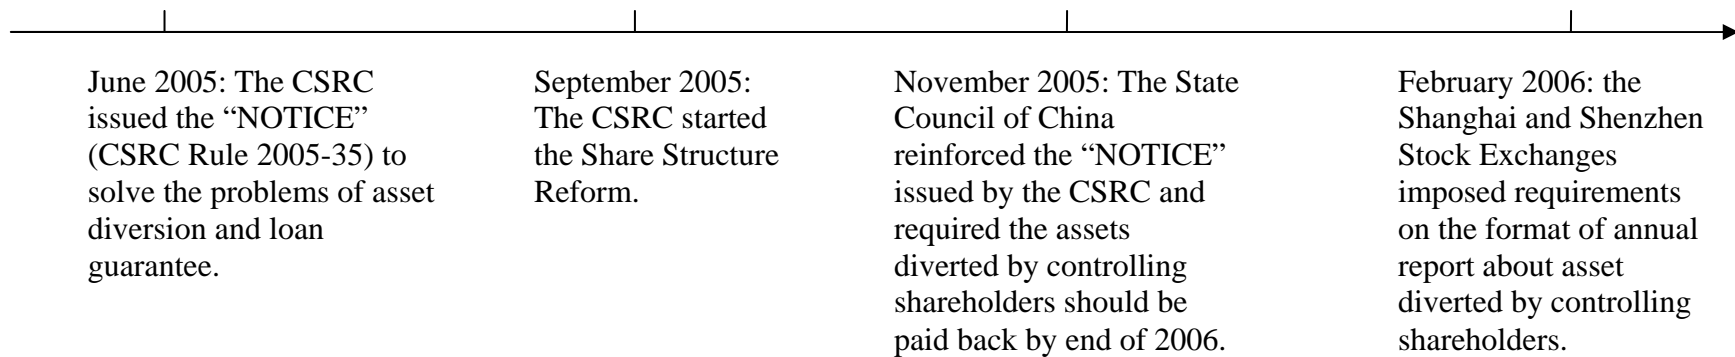 June 2005: The CSRC
issued the “NOTICE”
(CSRC Rule 2005-35) to
solve the problems of asset
diversion and loan
guarantee.
September 2005:
The CSRC started
the Share Structure
Reform.
November 2005: The State
Council of China
reinforced the “NOTICE”
issued by the CSRC and
required the assets
diverted by controlling
shareholders should be
paid back by end of 2006.
February 2006: the
Shanghai and Shenzhen
Stock Exchanges
imposed requirements
on the format of annual
report about asset
diverted by controlling
shareholders.